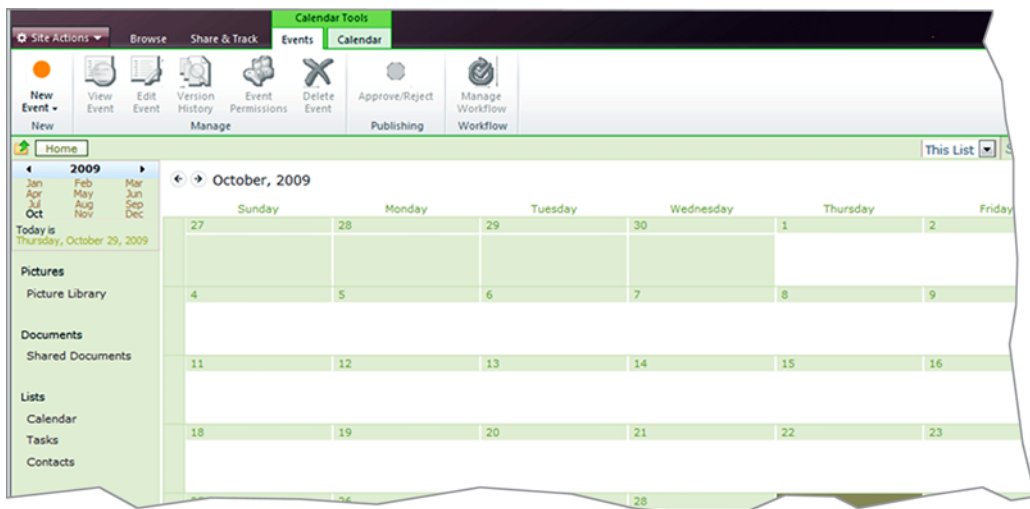 Calendar Tools
Site Actions Browse Share & Track Events Calendar
New Event View Event Edit Event Version History Event Permissions Delete Event Approve/Reject Manage Workflow
New Manage Publishing Workflow
Home This List
2009
Jan Feb Mar
Apr May Jun
Jul Aug Sep
Oct Nov Dec
Today is
Thursday, October 29, 2009
October, 2009
Sunday Monday Tuesday Wednesday Thursday Friday
27 28 29 30 1 2
4 5 6 7 8 9
11 12 13 14 15 16
18 19 20 21 22 23
28
Pictures
Picture Library
Documents
Shared Documents
Lists
Calendar
Tasks
Contacts